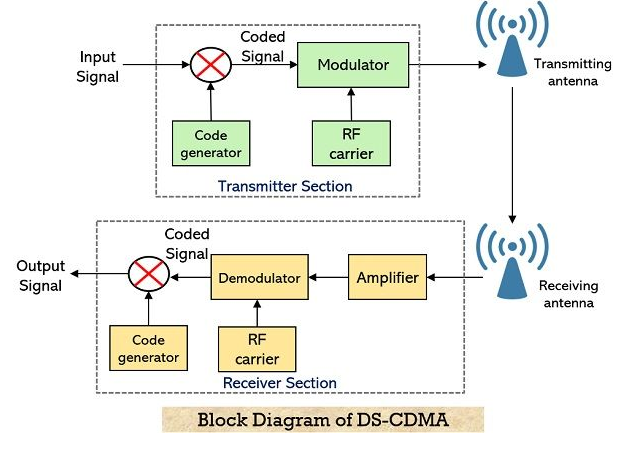 Input
Signal
Coded
Signal
Modulator
Transmitting
antenna
Code
generator
RF
carrier
Transmitter Section
Output
Signal
Coded
Signal
Demodulator
Amplifier
Receiving
antenna
Code
generator
RF
carrier
Receiver Section
Block Diagram of DS-CDMA